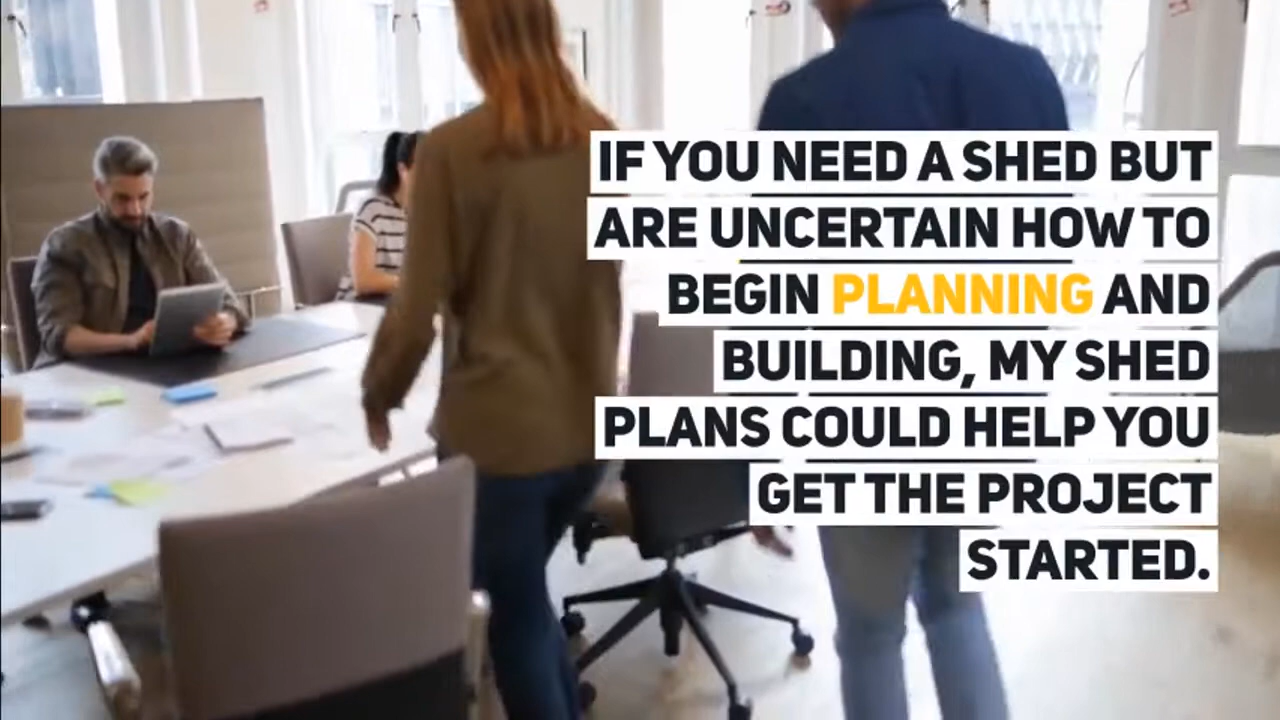 IF YOU NEED A SHED BUT
ARE UNCERTAIN HOW TO
BEGIN PLANNING AND
BUILDING, MY SHED
PLANS COULD HELP YOU
GET THE PROJECT
STARTED.